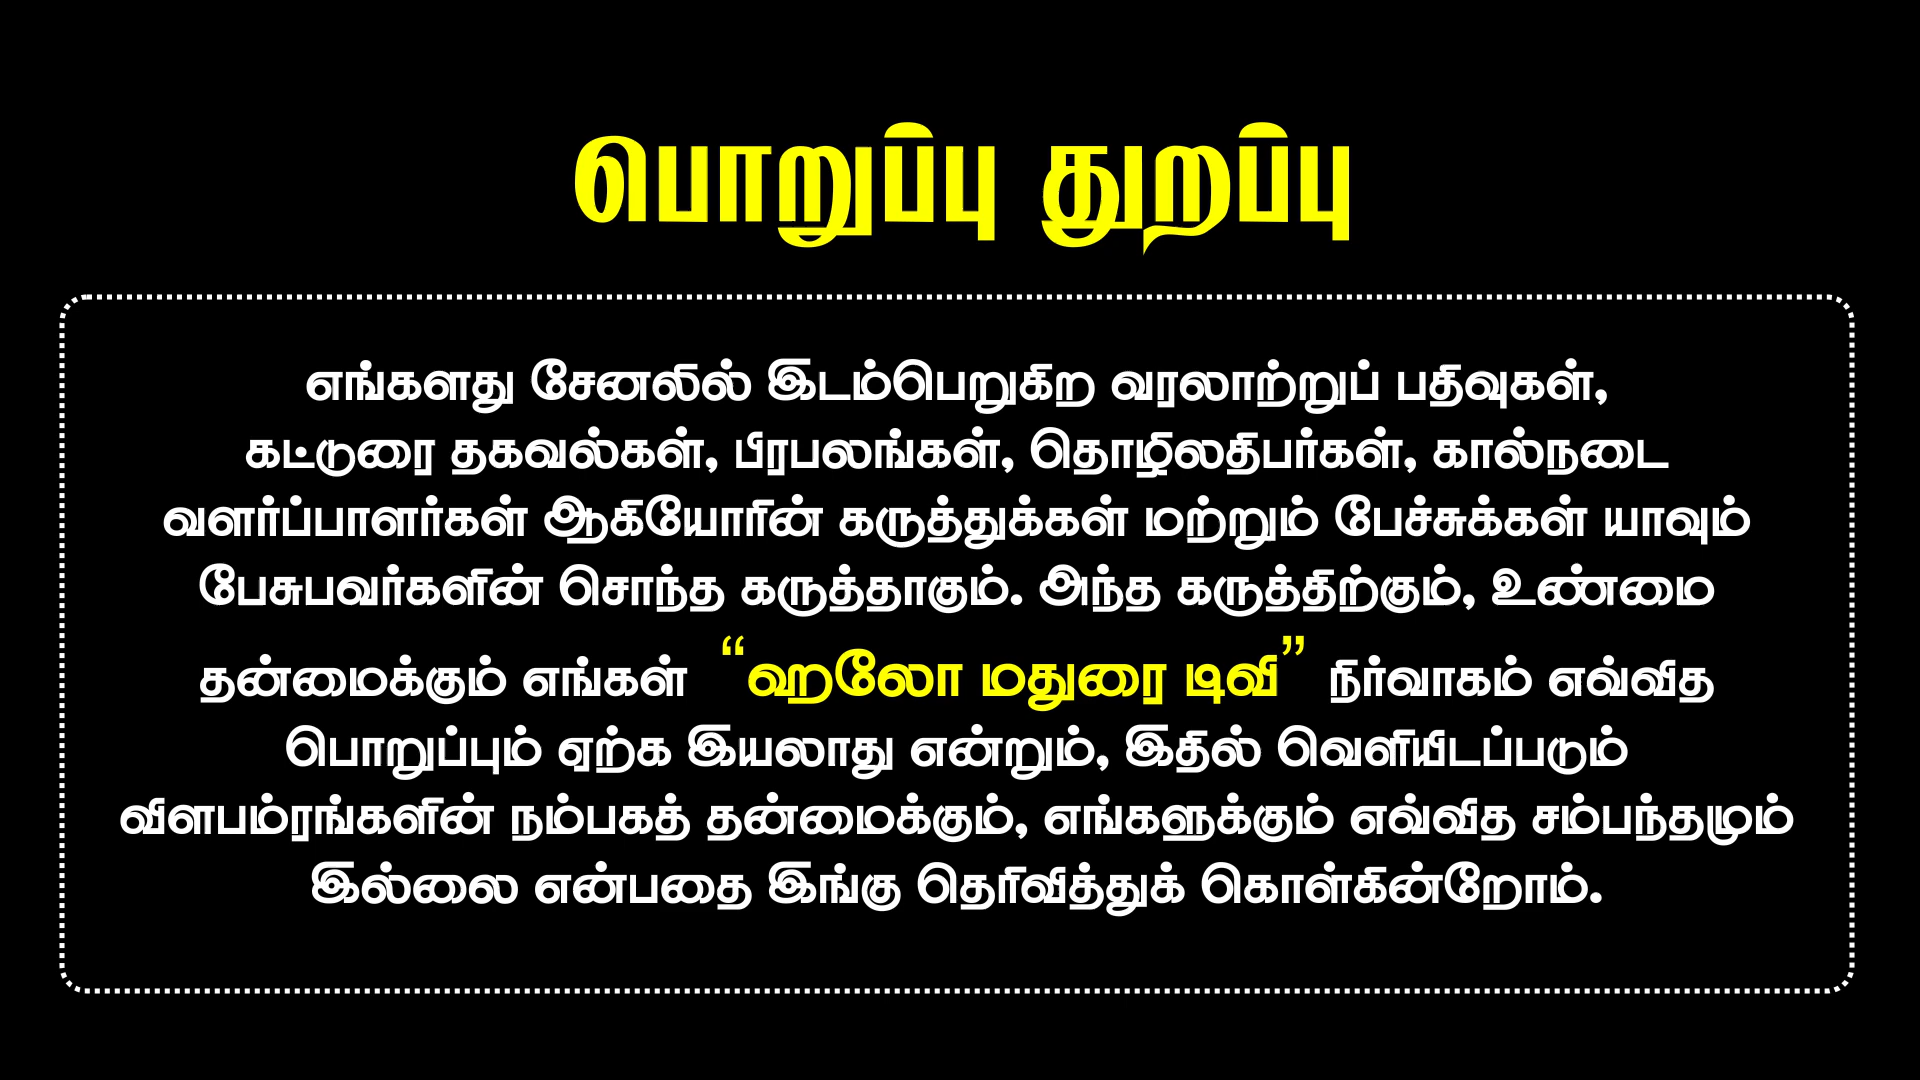 பொறுப்பு துறப்பு
எங்களது சேனலில் இடம்பெறுகிற வரலாற்றுப் பதிவுகள்,
கட்டுரை தகவல்கள், பிரபலங்கள், தொழிலதிபர்கள், கால்நடை
வளர்ப்பாளர்கள் ஆகியோரின் கருத்துக்கள் மற்றும் பேச்சுக்கள் யாவும்
பேசுபவர்களின் சொந்த கருத்தாகும். அந்த கருத்திற்கும், உண்மை
தன்மைக்கும் எங்கள் “ஹலோ மதுரை டிவி” நிர்வாகம் எவ்வித
பொறுப்பும் ஏற்க இயலாது என்றும், இதில் வெளியிடப்படும்
விளபம்ரங்களின் நம்பகத் தன்மைக்கும், எங்களுக்கும் எவ்வித சம்பந்தமும்
இல்லை என்பதை இங்கு தெரிவித்துக் கொள்கின்றோம்.